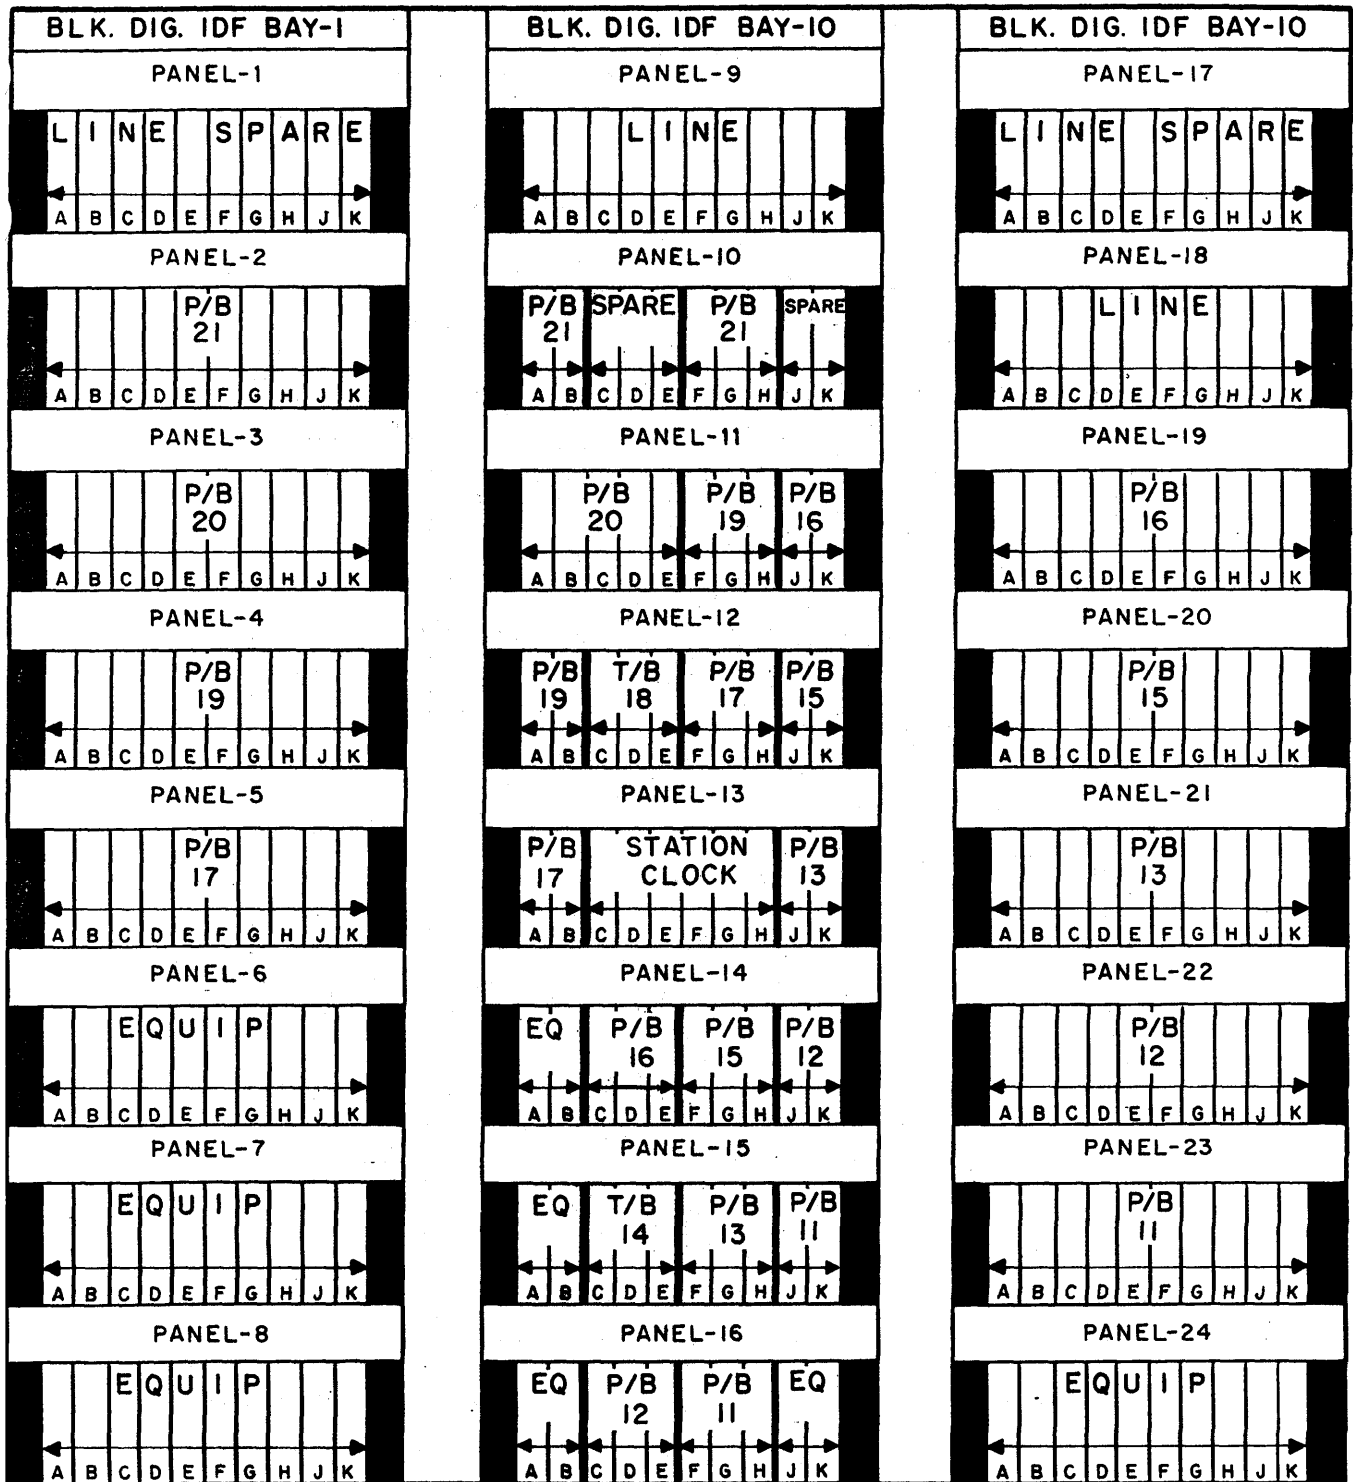 BLK. DIG. IDF BAY-1
PANEL-1
LINE SPARE
A B C D E F G H J K
PANEL-2
P/B
21
A B C D E F G H J K
PANEL-3
P/B
20
A B C D E F G H J K
PANEL-4
P/B
19
A B C D E F G H J K
PANEL-5
P/B
17
A B C D E F G H J K
PANEL-6
EQUIP
A B C D E F G H J K
PANEL-7
EQUIP
A B C D E F G H J K
PANEL-8
EQUIP
A B C D E F G H J K
BLK. DIG. IDF BAY-10
PANEL-9
LINE
A B C D E F G H J K
PANEL-10
P/B SPARE P/B SPARE
21 21
A B C D E F G H J K
PANEL-11
P/B P/B P/B
20 19 16
A B C D E F G H J K
PANEL-12
P/B T/B P/B P/B
19 18 17 15
A B C D E F G H J K
PANEL-13
P/B STATION P/B
17 CLOCK 13
A B C D E F G H J K
PANEL-14
EQ P/B P/B P/B
16 15 12
A B C D E F G H J K
PANEL-15
EQ T/B P/B P/B
14 13 11
A B C D E F G H J K
PANEL-16
EQ P/B P/B EQ
12 11
A B C D E F G H J K
BLK. DIG. IDF BAY-10
PANEL-17
LINE SPARE
A B C D E F G H J K
PANEL-18
LINE
A B C D E F G H J K
PANEL-19
P/B
16
A B C D E F G H J K
PANEL-20
P/B
15
A B C D E F G H J K
PANEL-21
P/B
13
A B C D E F G H J K
PANEL-22
P/B
12
A B C D E F G H J K
PANEL-23
P/B
11
A B C D E F G H J K
PANEL-24
EQUIP
A B C D E F G H J K